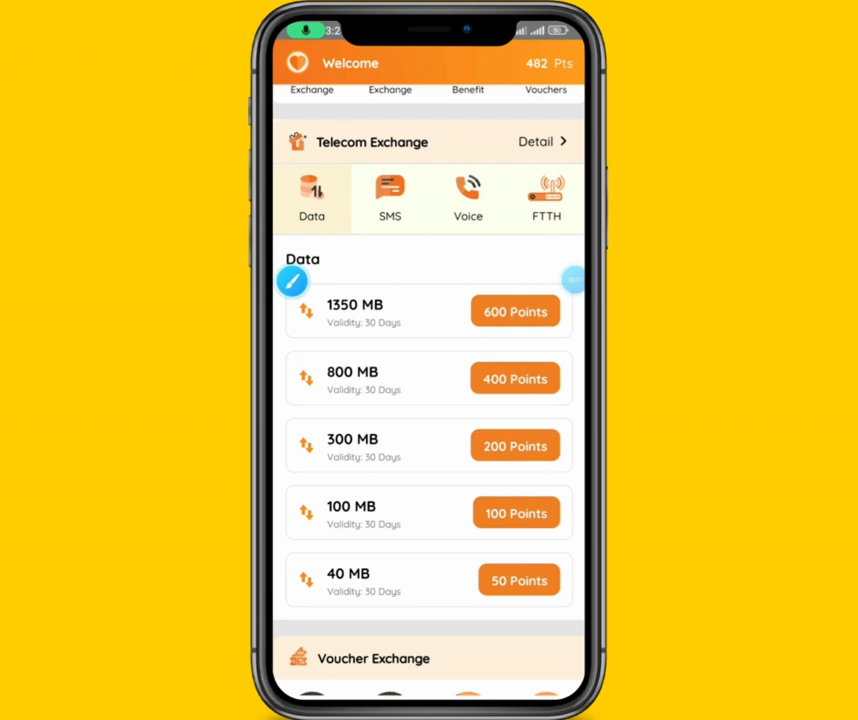 3:2
Welcome
482 Pts
Exchange
Exchange
Benefit
Vouchers
Telecom Exchange
Detail
Data
SMS
Voice
FTTH
Data
1350 MB
600 Points
Validity: 30 Days
800 MB
400 Points
Validity: 30 Days
300 MB
200 Points
Validity: 30 Days
100 MB
100 Points
Validity: 30 Days
40 MB
50 Points
Validity: 30 Days
Voucher Exchange